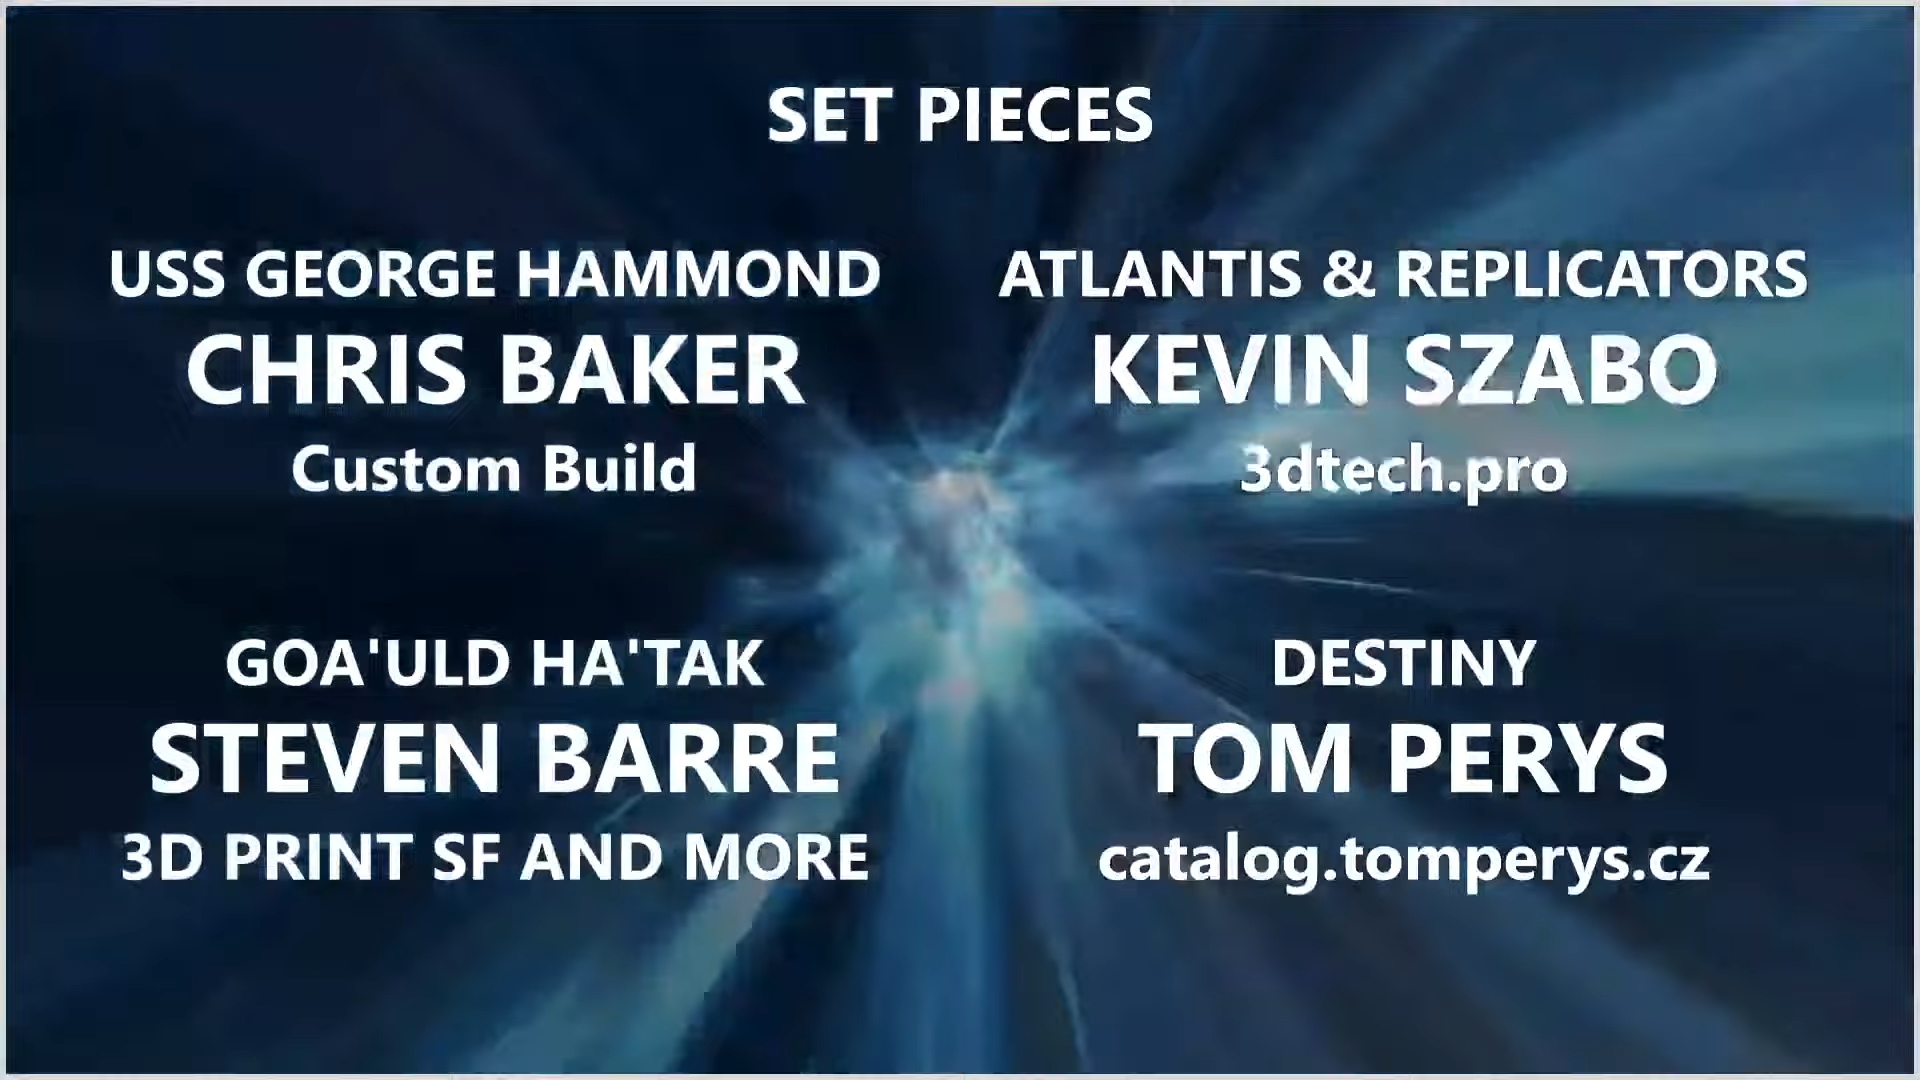 SET PIECES
USS GEORGE HAMMOND
CHRIS BAKER
Custom Build
ATLANTIS & REPLICATORS
KEVIN SZABO
3dtech.pro
GOA'ULD HA'TAK
STEVEN BARRE
3D PRINT SF AND MORE
DESTINY
TOM PERYS
catalog.tomperys.cz